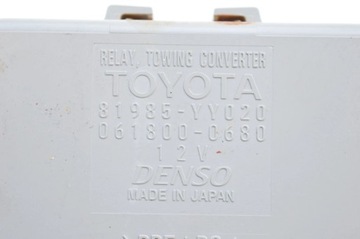 RELAY, TOWING CONVERTER
TOYOTA
81985-YY020
061800-0680
12V
DENSO
MADE IN JAPAN